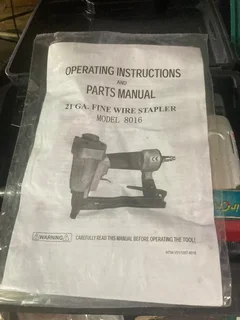 OPERATING INSTRUCTIONS
AND
PARTS MANUAL
21 GA. FINE WIRE STAPLER
MODEL 8016
WARNING CAREFULLY READ THIS MANUAL BEFORE OPERATING THE TOOL!